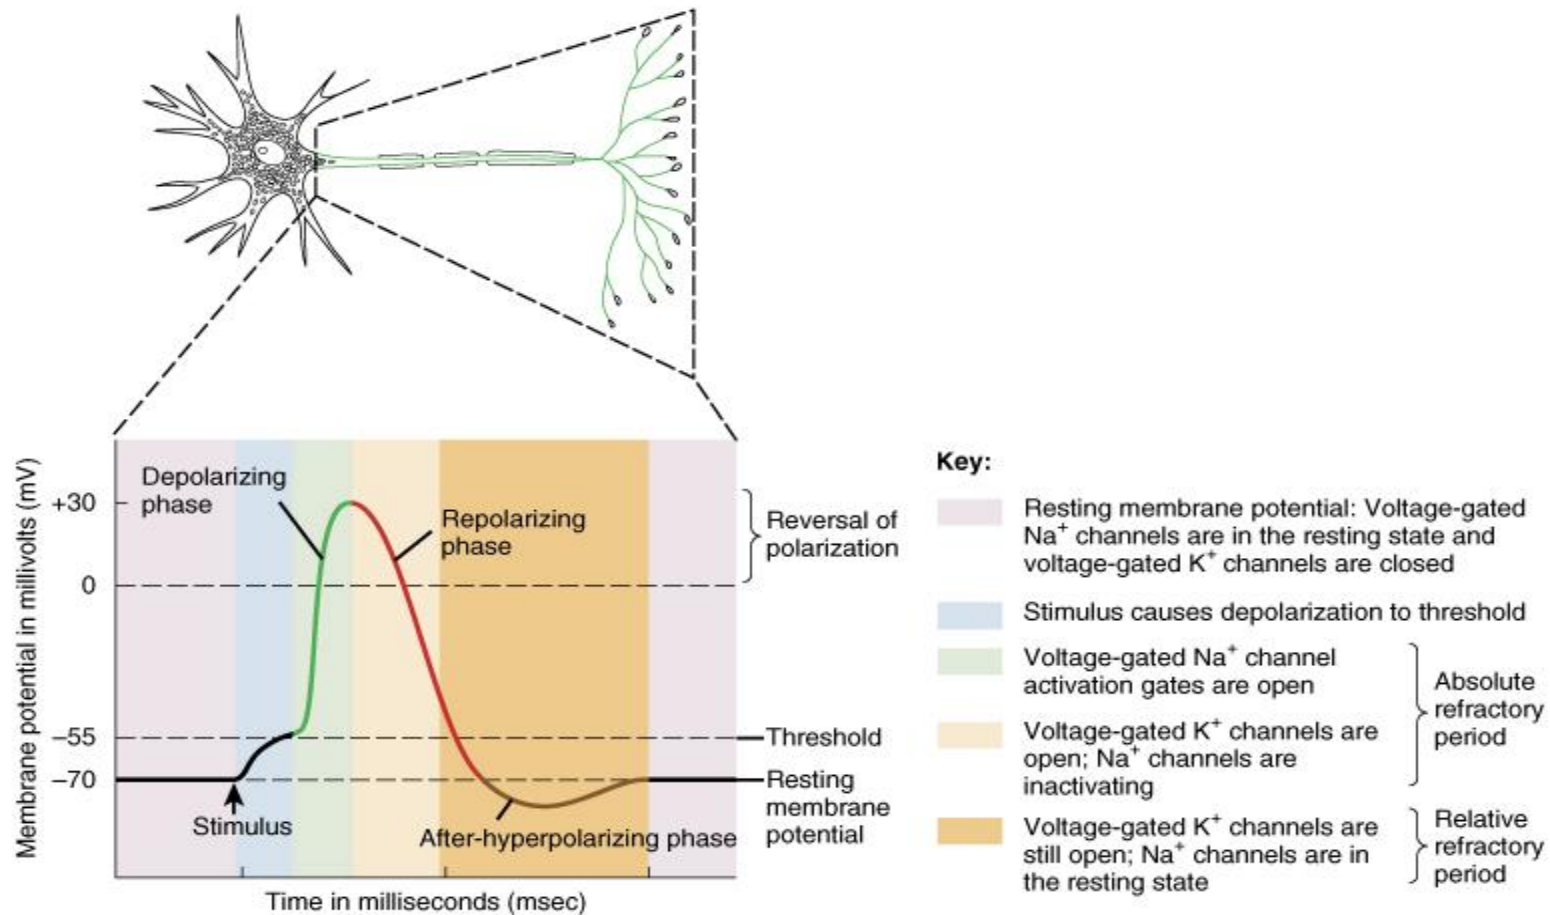 Depolarizing
phase
Repolarizing
phase
Reversal of
polarization
Membrane potential in millivolts (mV)
+30
0
–55
–70
Threshold
Resting
membrane
potential
Stimulus
After-hyperpolarizing phase
Time in milliseconds (msec)
Key:
Resting membrane potential: Voltage-gated
Na⁺ channels are in the resting state and
voltage-gated K⁺ channels are closed
Stimulus causes depolarization to threshold
Voltage-gated Na⁺ channel
activation gates are open
Voltage-gated K⁺ channels are
open; Na⁺ channels are
inactivating
Absolute
refractory
period
Voltage-gated K⁺ channels are
still open; Na⁺ channels are in
the resting state
Relative
refractory
period